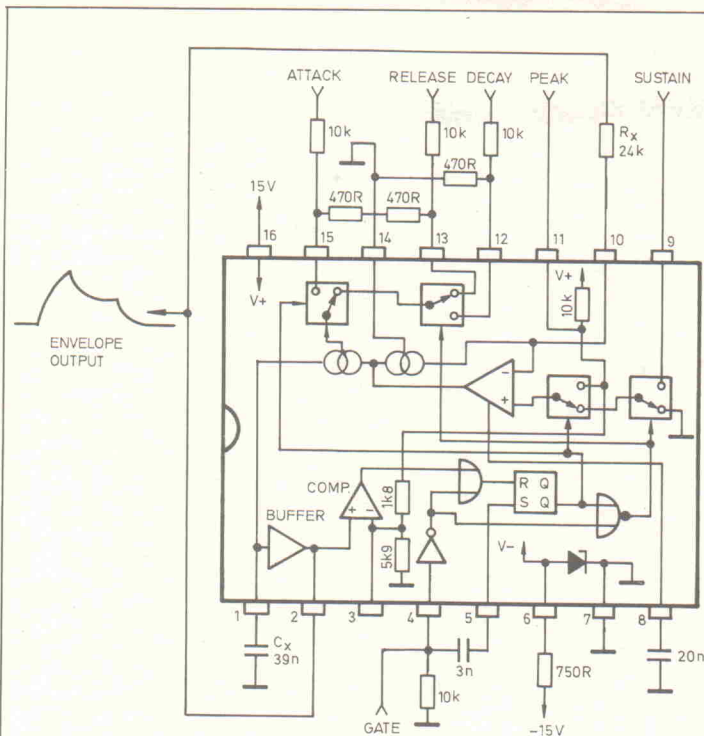 ATTACK RELEASE DECAY PEAK SUSTAIN
10k 10k 10k Rx 24k
470R
15V 470R 470R
16 15 14 13 12 11 10 9
V+ V+
10k
ENVELOPE
OUTPUT
- +
COMP. 1k8 R Q
+ - S Q
BUFFER
5k9 V-
1 2 3 4 5 6 7 8
Cx
39n 3n 20n
10k 750R
GATE -15V